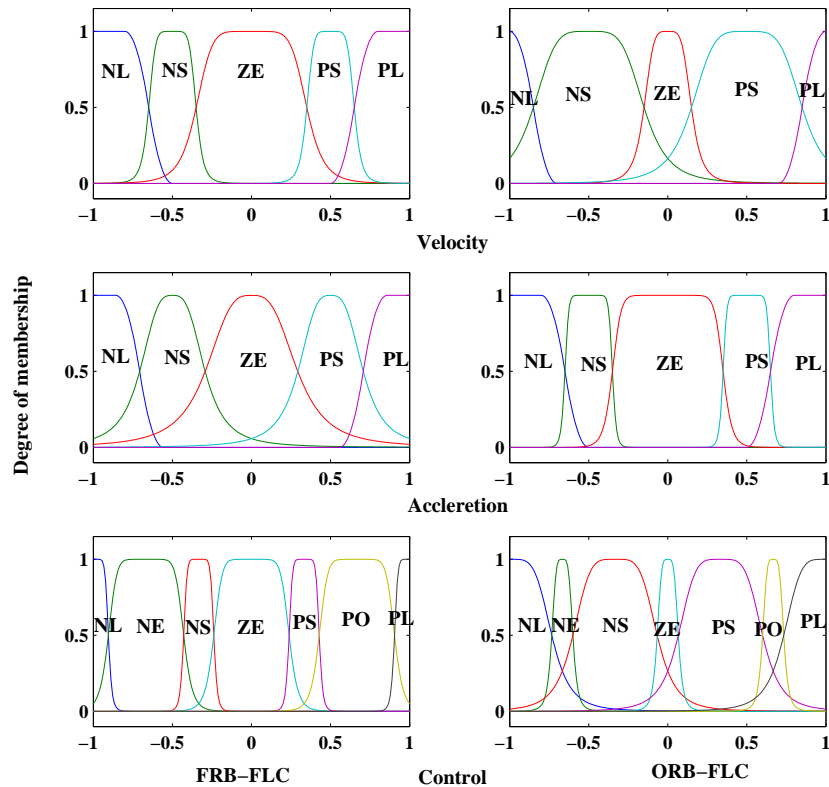 1 1
NL NS ZE PS PL NL NS ZE PS PL
0.5 0.5
0 0
−1 −0.5 0 0.5 1 −1 −0.5 0 0.5 1
Velocity
Degree of membership
1 1
NL NS ZE PS PL NL NS ZE PS PL
0.5 0.5
0 0
−1 −0.5 0 0.5 1 −1 −0.5 0 0.5 1
Accleretion
1 1
NL NE NS ZE PS PO PL NL NE NS ZE PS PO PL
0.5 0.5
0 0
−1 −0.5 0 0.5 1 −1 −0.5 0 0.5 1
FRB−FLC Control ORB−FLC